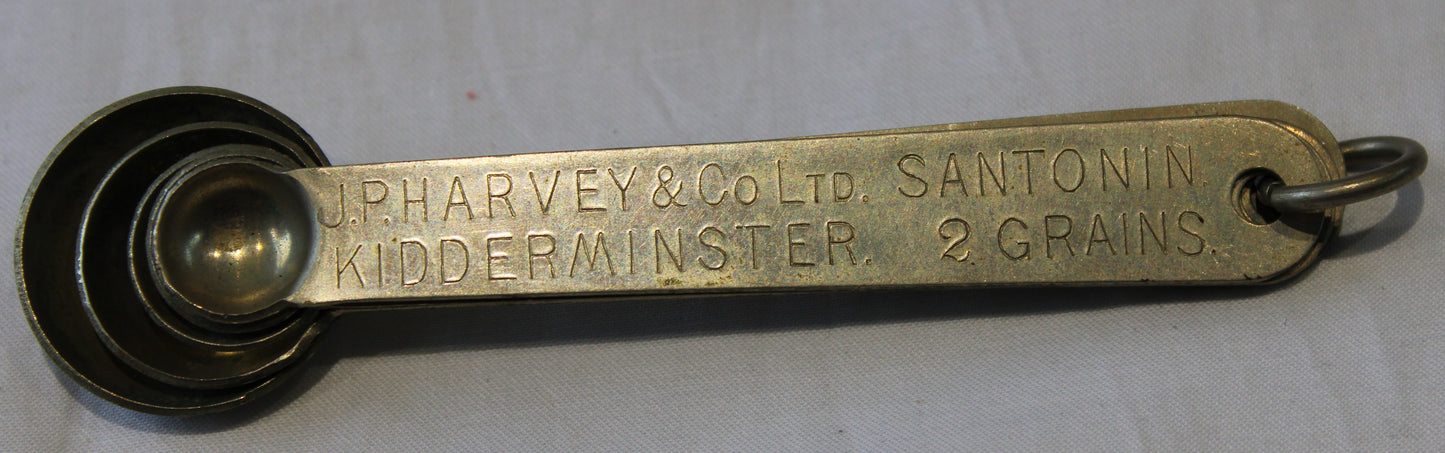 J.P. HARVEY & Co LTD. SANTONIN.
KIDDERMINSTER. 2 GRAINS.